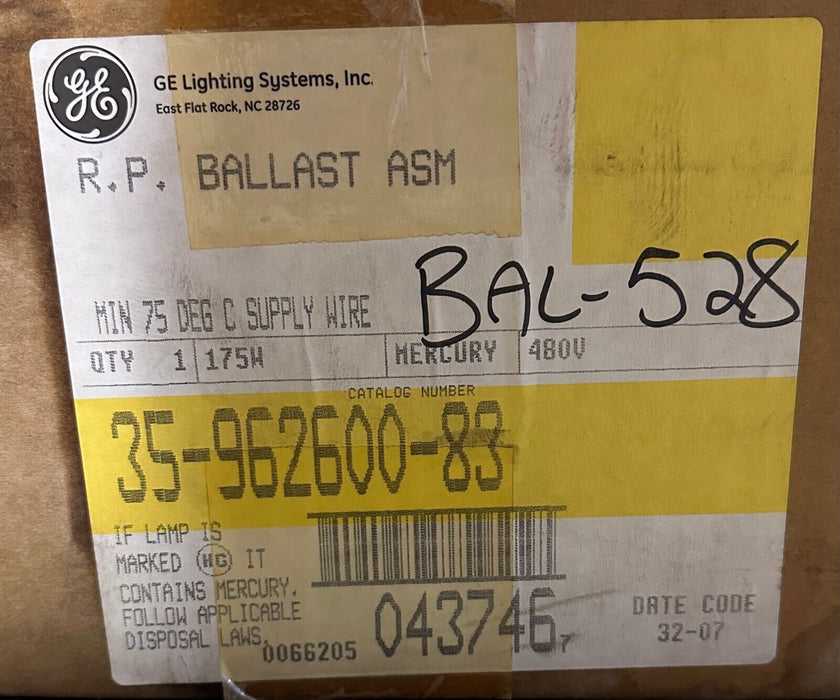 GE
GE Lighting Systems, Inc.
East Flat Rock, NC 28726
R.P. BALLAST ASM
BAL-528
MIN 75 DEG C SUPPLY WIRE
QTY 1 175W MERCURY 480V
CATALOG NUMBER
35-962600-83
IF LAMP IS
MARKED HG IT
CONTAINS MERCURY.
FOLLOW APPLICABLE
DISPOSAL LAWS.
0066205
043746,
DATE CODE
32-07